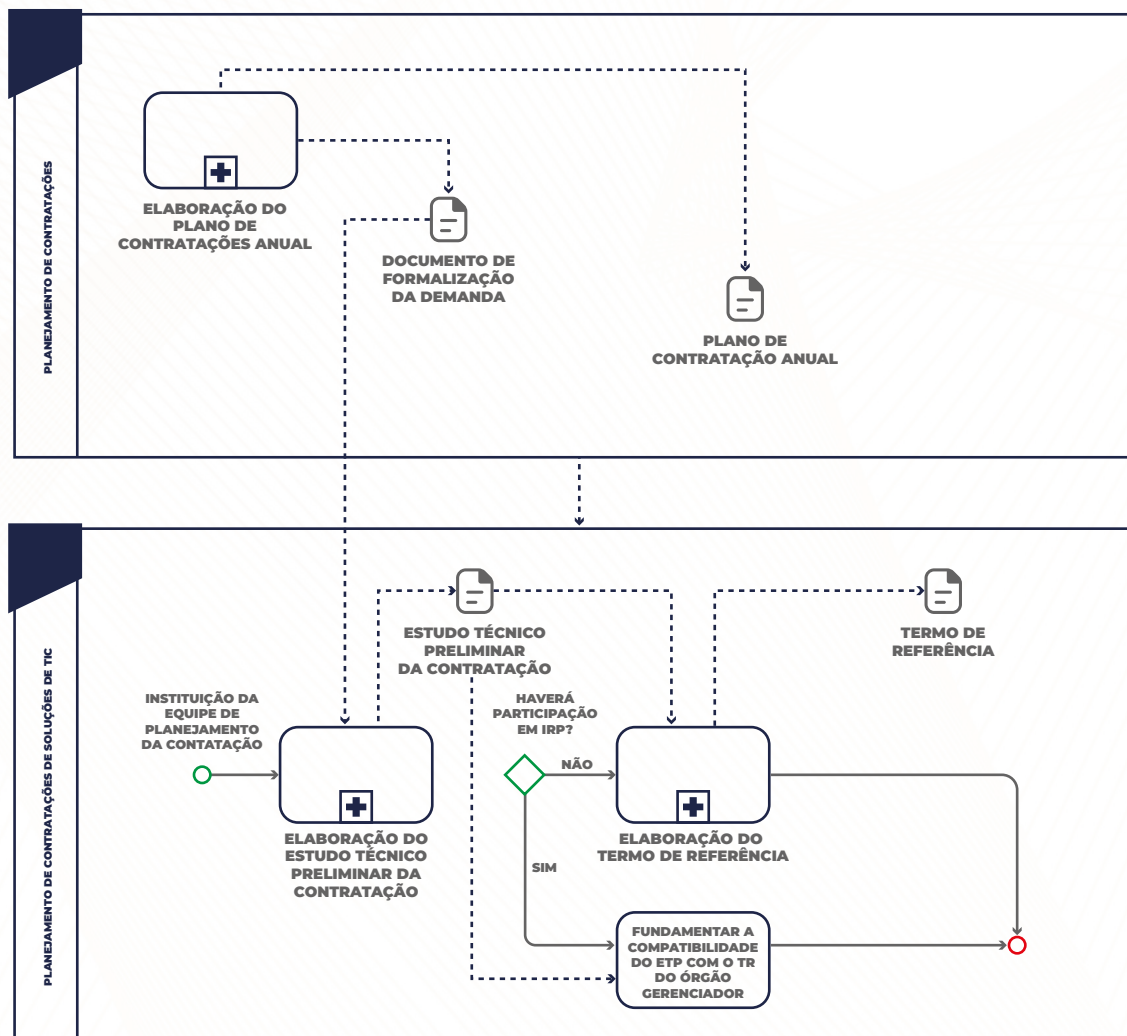 PLANEJAMENTO DE CONTRATAÇÕES
ELABORAÇÃO DO
PLANO DE
CONTRATAÇÕES ANUAL
DOCUMENTO DE
FORMALIZAÇÃO
DA DEMANDA
PLANO DE
CONTRATAÇÃO ANUAL
PLANEJAMENTO DE CONTRATAÇÕES DE SOLUÇÕES DE TIC
ESTUDO TÉCNICO
PRELIMINAR
DA CONTRATAÇÃO
TERMO DE
REFERÊNCIA
INSTITUIÇÃO DA
EQUIPE DE
PLANEJAMENTO
DA CONTATAÇÃO
HAVERÁ
PARTICIPAÇÃO
EM IRP?
NÃO
ELABORAÇÃO DO
ESTUDO TÉCNICO
PRELIMINAR DA
CONTRATAÇÃO
ELABORAÇÃO DO
TERMO DE REFERÊNCIA
SIM
FUNDAMENTAR A
COMPATIBILIDADE
DO ETP COM O TR
DO ÓRGÃO
GERENCIADOR